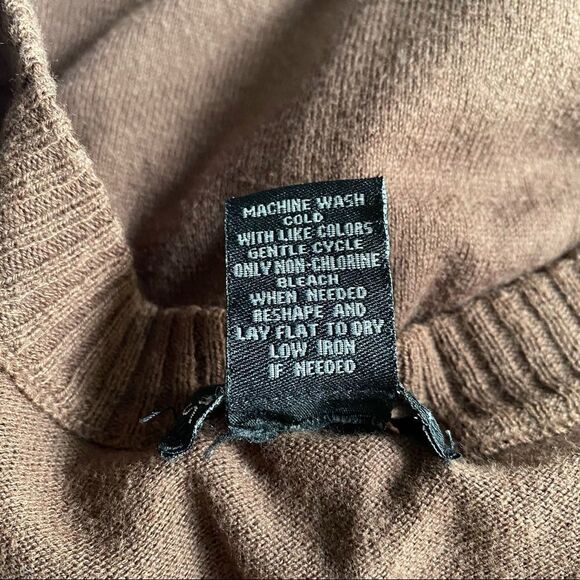 MACHINE WASH
COLD
WITH LIKE COLORS
GENTLE CYCLE
ONLY NON-CHLORINE
BLEACH
WHEN NEEDED
RESHAPE AND
LAY FLAT TO DRY
LOW IRON
IF NEEDED